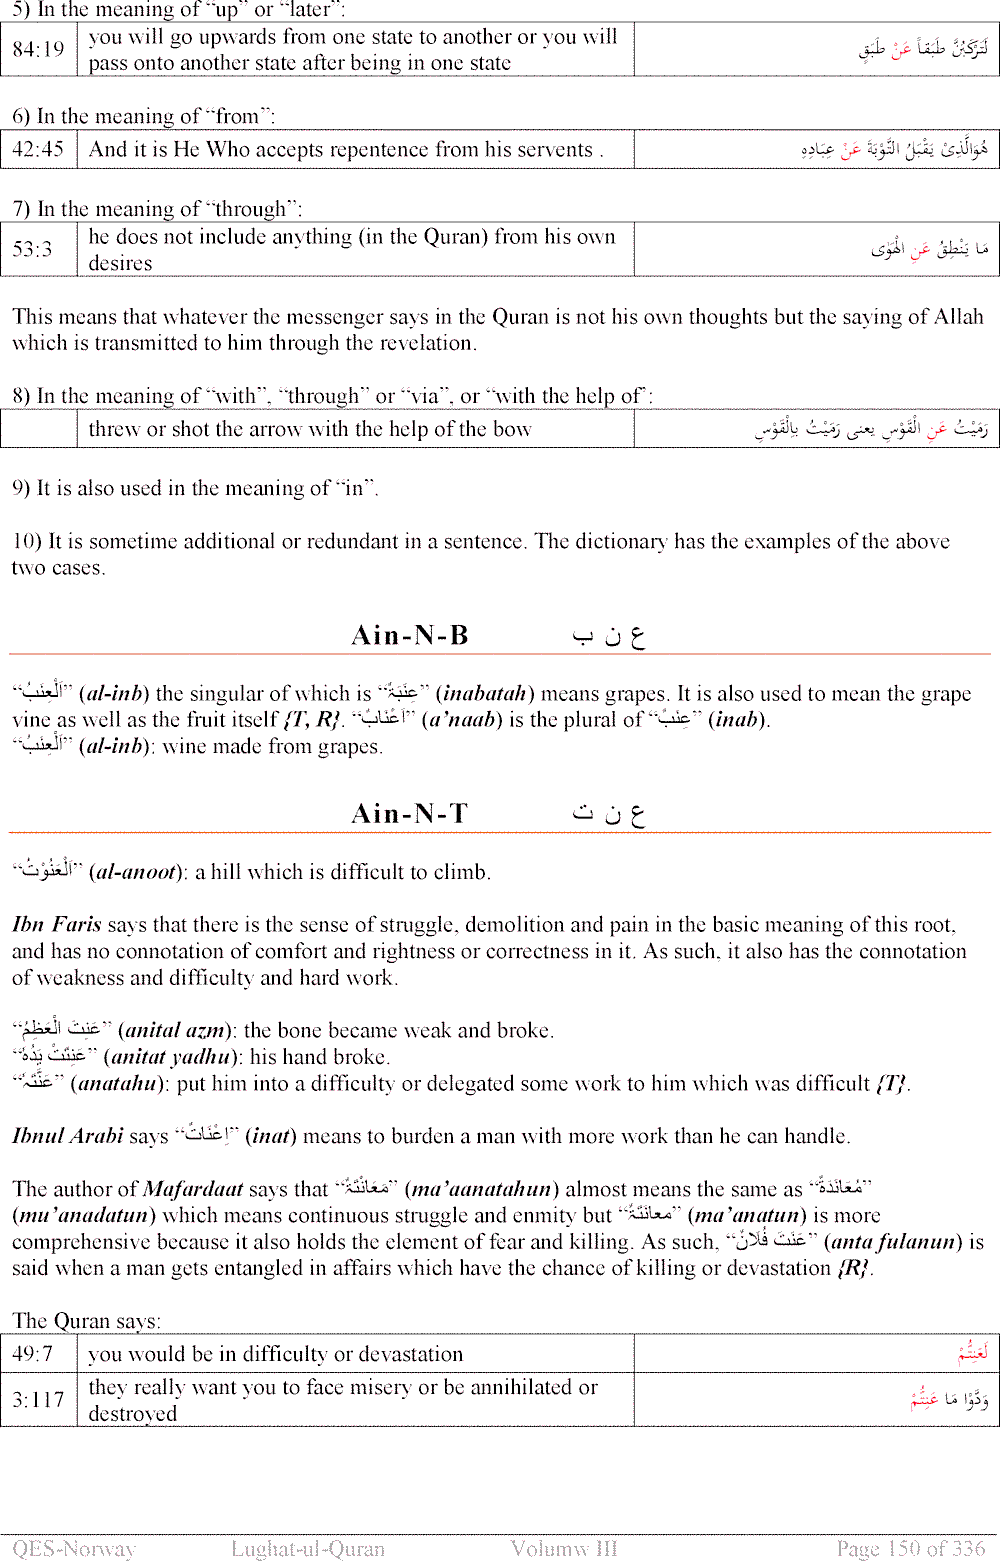 5) In the meaning of “up” or “later”:
84:19 you will go upwards from one state to another or you will لَتَرْكَبُنَّ طَبَقاً عَنْ طَبَقٍ
pass onto another state after being in one state
6) In the meaning of “from”:
42:45 And it is He Who accepts repentence from his servents . هُوَالَّذِىْ يَقْبَلُ التَّوْبَةَ عَنْ عِبَادِهِ
7) In the meaning of “through”:
53:3 he does not include anything (in the Quran) from his own مَا يَنْطِقُ عَنِ الْهَوٰى
desires
This means that whatever the messenger says in the Quran is not his own thoughts but the saying of Allah
which is transmitted to him through the revelation.
8) In the meaning of “with”, “through” or “via”, or “with the help of’:
threw or shot the arrow with the help of the bow رَمَيْتُ عَنِ الْقَوْسِ يعنى رَمَيْتُ بِالْقَوْسِ
9) It is also used in the meaning of “in”.
10) It is sometime additional or redundant in a sentence. The dictionary has the examples of the above
two cases.
Ain-N-B ع ن ب
“اَلْعِنَبُ” (al-inb) the singular of which is “عِنَبَۃٌ” (inabatah) means grapes. It is also used to mean the grape
vine as well as the fruit itself {T, R}. “اَعْنَابٌ” (a’naab) is the plural of “عِنَبٌ” (inab).
“اَلْعِنَبُ” (al-inb): wine made from grapes.
Ain-N-T ع ن ت
“اَلْعَنُوْتُ” (al-anoot): a hill which is difficult to climb.
Ibn Faris says that there is the sense of struggle, demolition and pain in the basic meaning of this root,
and has no connotation of comfort and rightness or correctness in it. As such, it also has the connotation
of weakness and difficulty and hard work.
“عَنِتَ الْعَظِمُ” (anital azm): the bone became weak and broke.
“عَنِتَتْ يَدُہٗ” (anitat yadhu): his hand broke.
“عَنَّتَہٗ” (anatahu): put him into a difficulty or delegated some work to him which was difficult {T}.
Ibnul Arabi says “اِعْنَاتٌ” (inat) means to burden a man with more work than he can handle.
The author of Mafardaat says that “مَعَانَتَۃٌ” (ma’aanatahun) almost means the same as “مُعَانَدَۃٌ”
(mu’anadatun) which means continuous struggle and enmity but “معانَتَۃٌ” (ma’anatun) is more
comprehensive because it also holds the element of fear and killing. As such, “عَنَتَ فُلَانٌ” (anta fulanun) is
said when a man gets entangled in affairs which have the chance of killing or devastation {R}.
The Quran says:
49:7 you would be in difficulty or devastation لَعَنِتُّمْ
3:117 they really want you to face misery or be annihilated or وَدُّوْا مَا عَنِتُّمْ
destroyed
QES-Norway Lughat-ul-Quran Volumw III Page 150 of 336